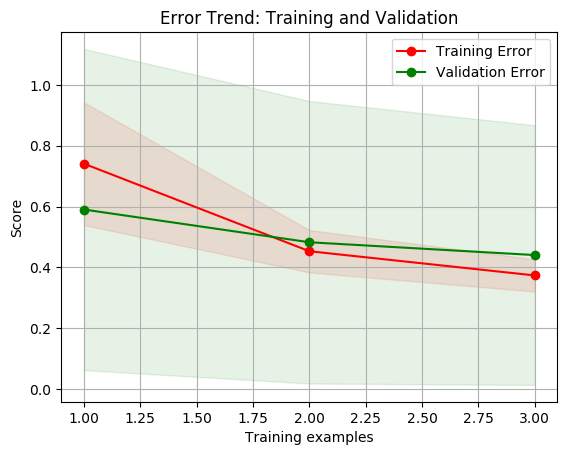 Error Trend: Training and Validation
Training Error
Validation Error
Score
1.0
0.8
0.6
0.4
0.2
0.0
1.00 1.25 1.50 1.75 2.00 2.25 2.50 2.75 3.00
Training examples